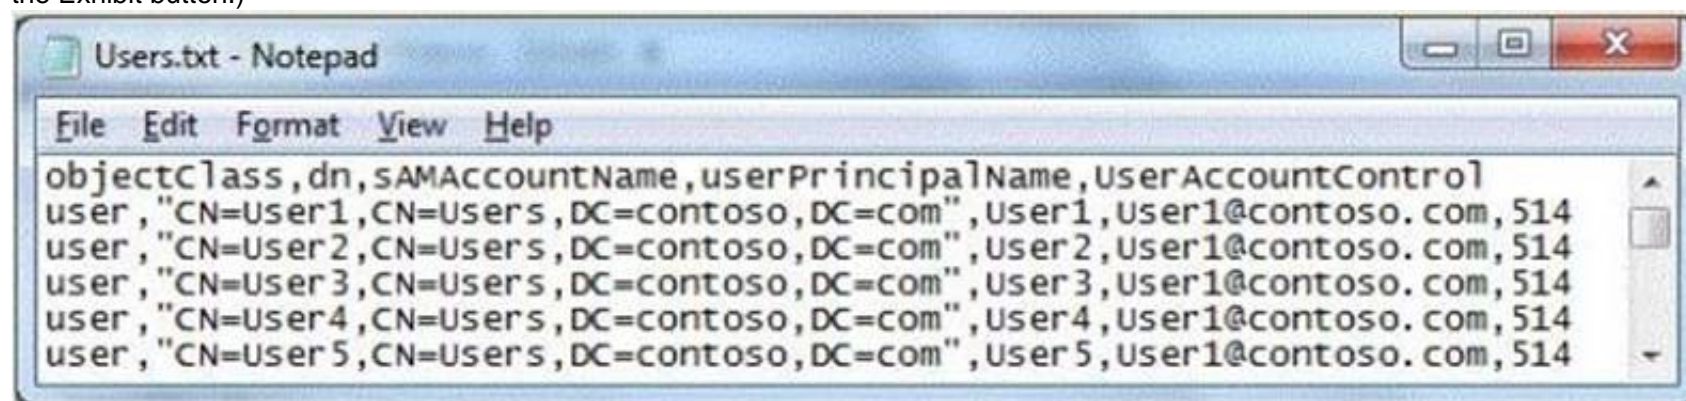 the Exhibit button.)
Users.txt - Notepad
File Edit Format View Help
objectClass,dn,sAMAccountName,userPrincipalName,UserAccountControl
user,"CN=User1,CN=Users,DC=contoso,DC=com",User1,User1@contoso.com,514
user,"CN=User2,CN=Users,DC=contoso,DC=com",User2,User1@contoso.com,514
user,"CN=User3,CN=Users,DC=contoso,DC=com",User3,User1@contoso.com,514
user,"CN=User4,CN=Users,DC=contoso,DC=com",User4,User1@contoso.com,514
user,"CN=User5,CN=Users,DC=contoso,DC=com",User5,User1@contoso.com,514